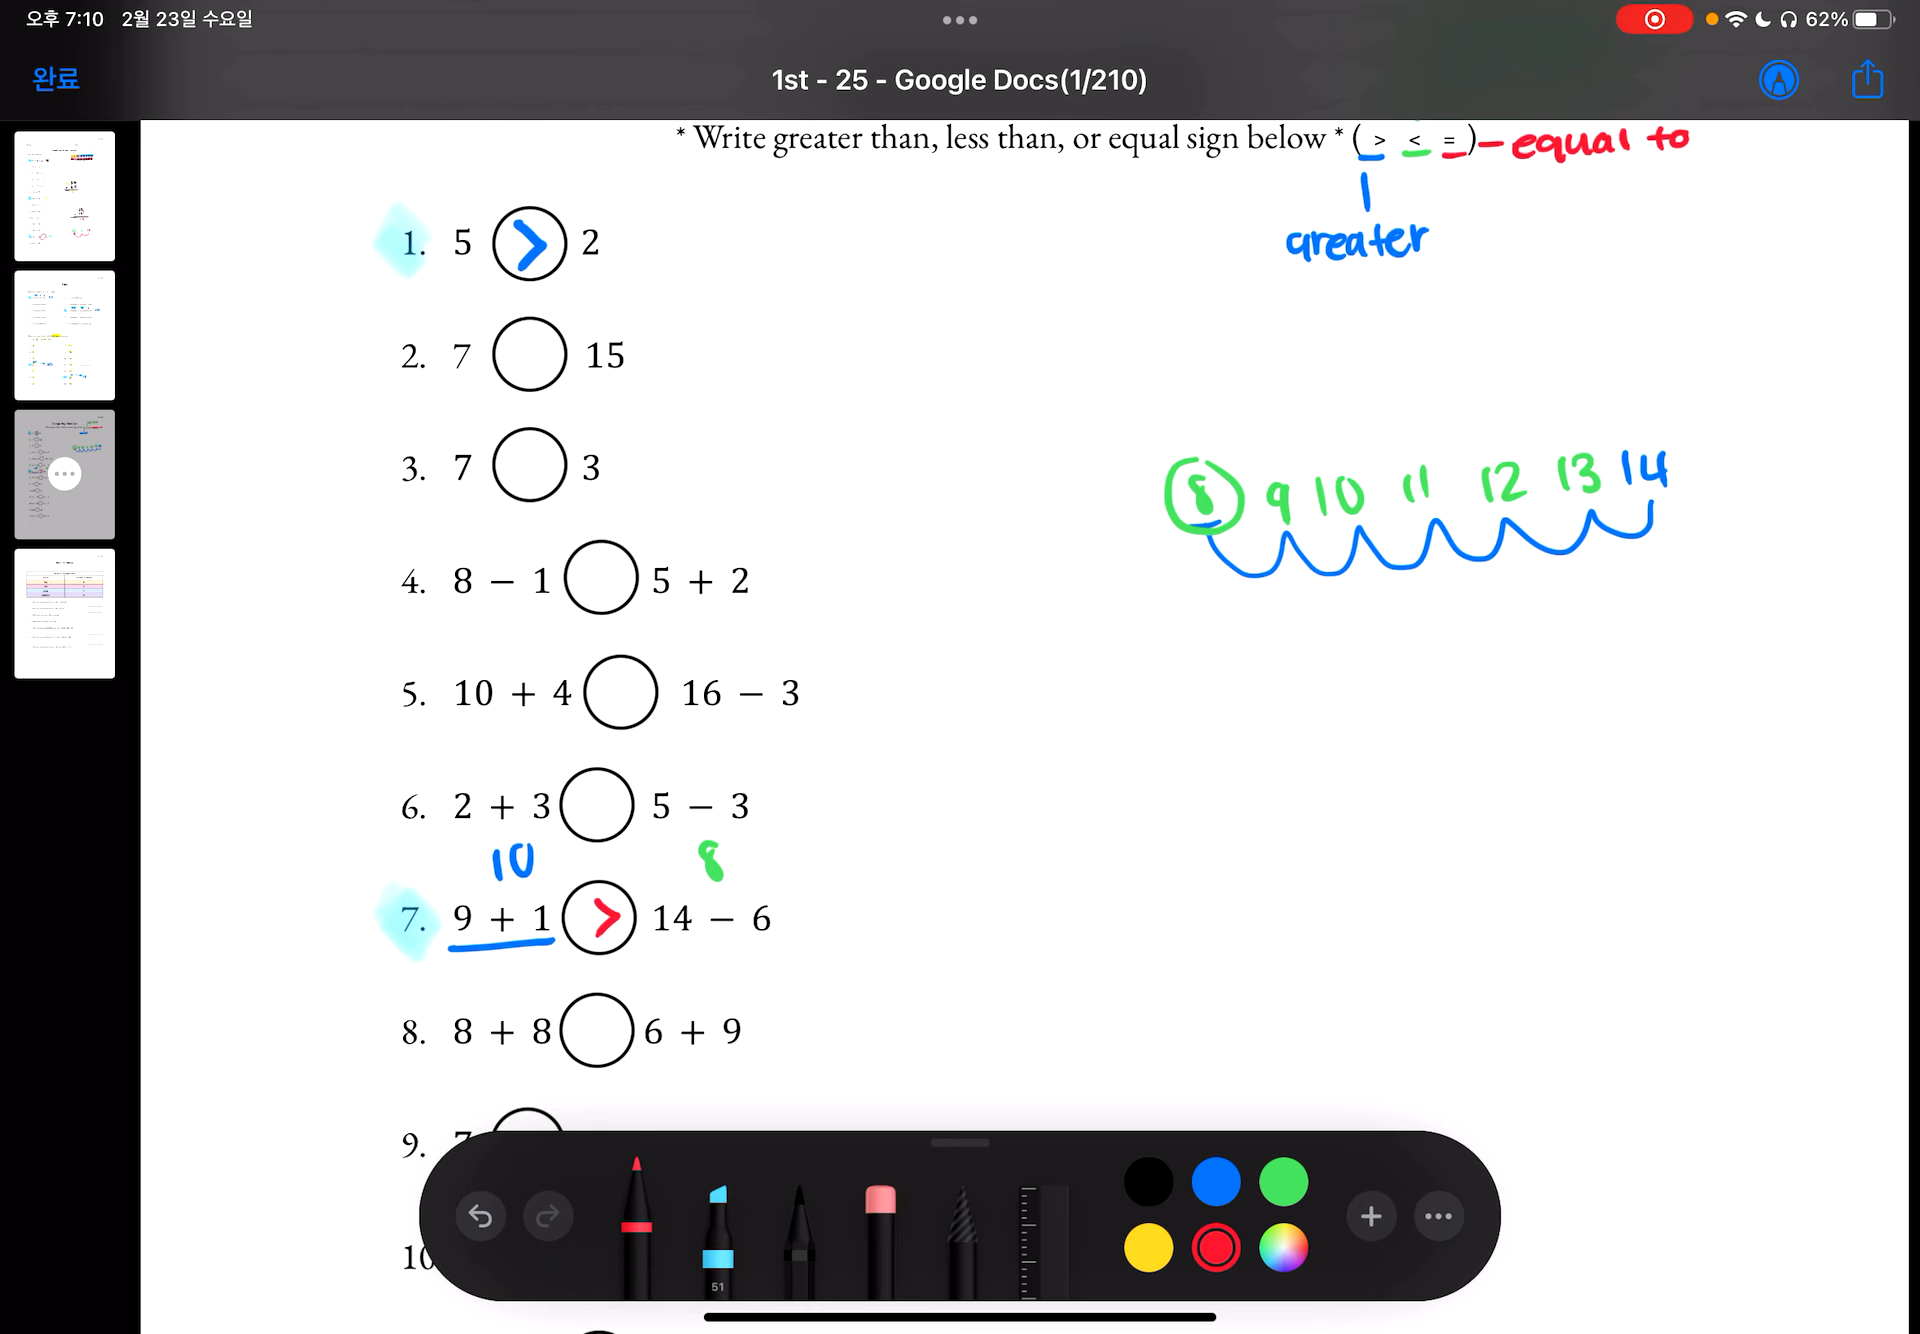 오후 7:10 2월 23일 수요일
62%
완료
1st - 25 - Google Docs(1/210)
* Write greater than, less than, or equal sign below * ( > < = ) - equal to
greater
1. 5 > 2
2. 7 15
3. 7 3
8 9 10 11 12 13 14
4. 8 − 1 5 + 2
5. 10 + 4 16 − 3
6. 2 + 3 5 − 3
10 8
7. 9 + 1 > 14 − 6
8. 8 + 8 6 + 9
9. 7
10
51